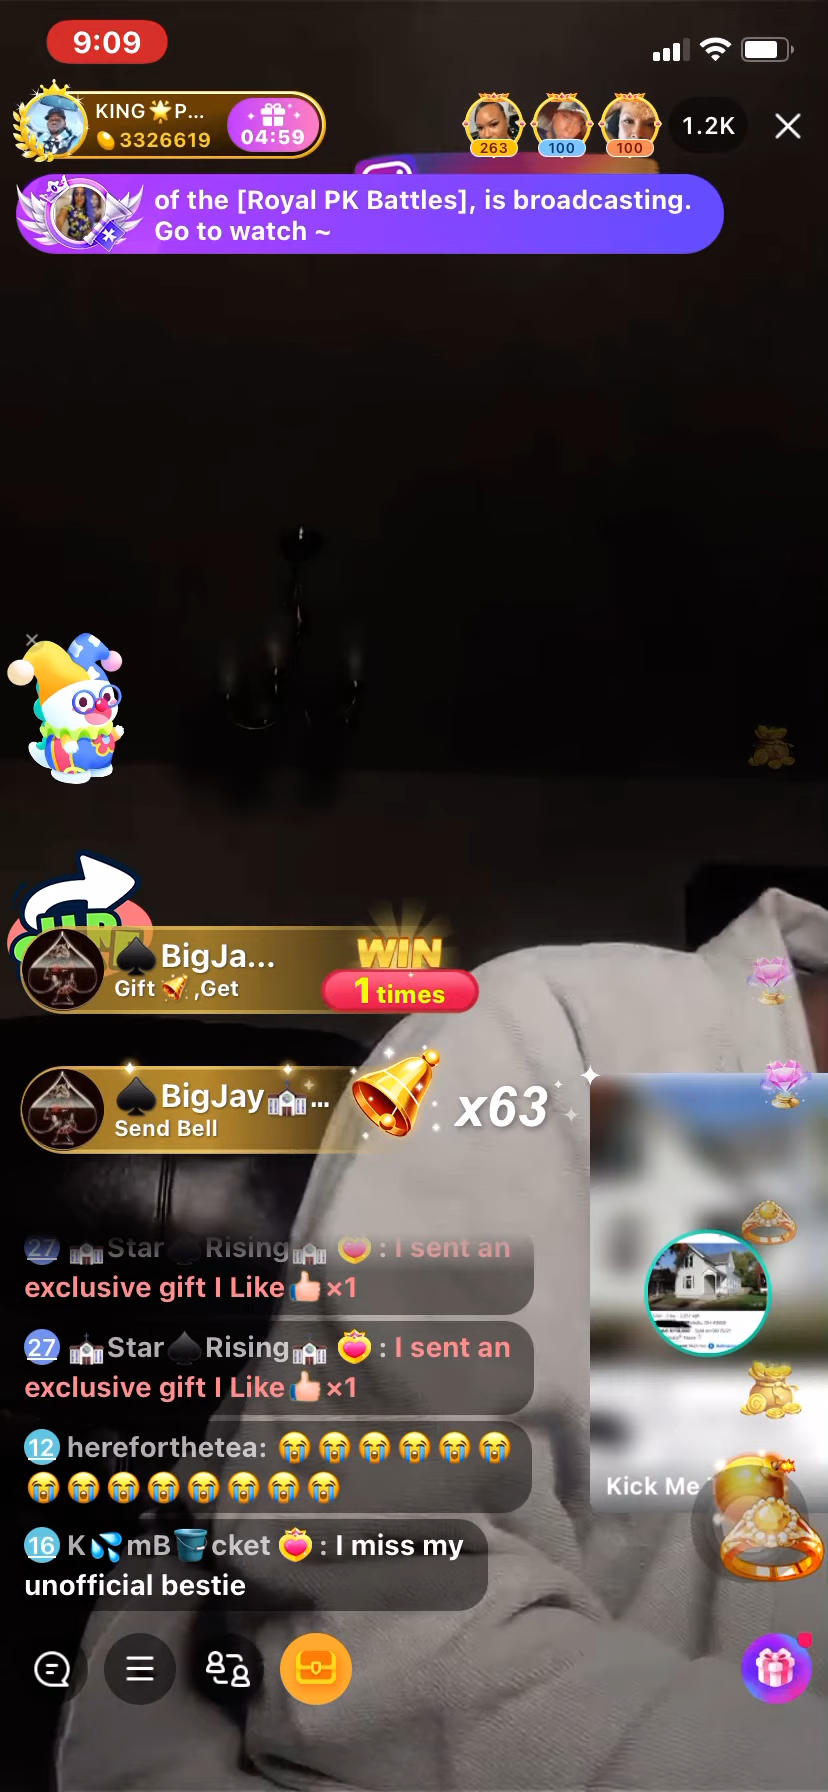 9:09
KING🌟P...
3326619
04:59
263
100
100
1.2K
of the [Royal PK Battles], is broadcasting.
Go to watch ~
♠️BigJa...
Gift 🔔,Get
WIN
1 times
♠️BigJay⛪...
Send Bell
x63
27 ⛪Star♠️Rising⛪ : I sent an
exclusive gift I Like👍×1
27 ⛪Star♠️Rising⛪ : I sent an
exclusive gift I Like👍×1
12 hereforthetea: 😭😭😭😭😭😭
😭😭😭😭😭😭😭😭
16 K💦mB🪣cket : I miss my
unofficial bestie
Kick Me